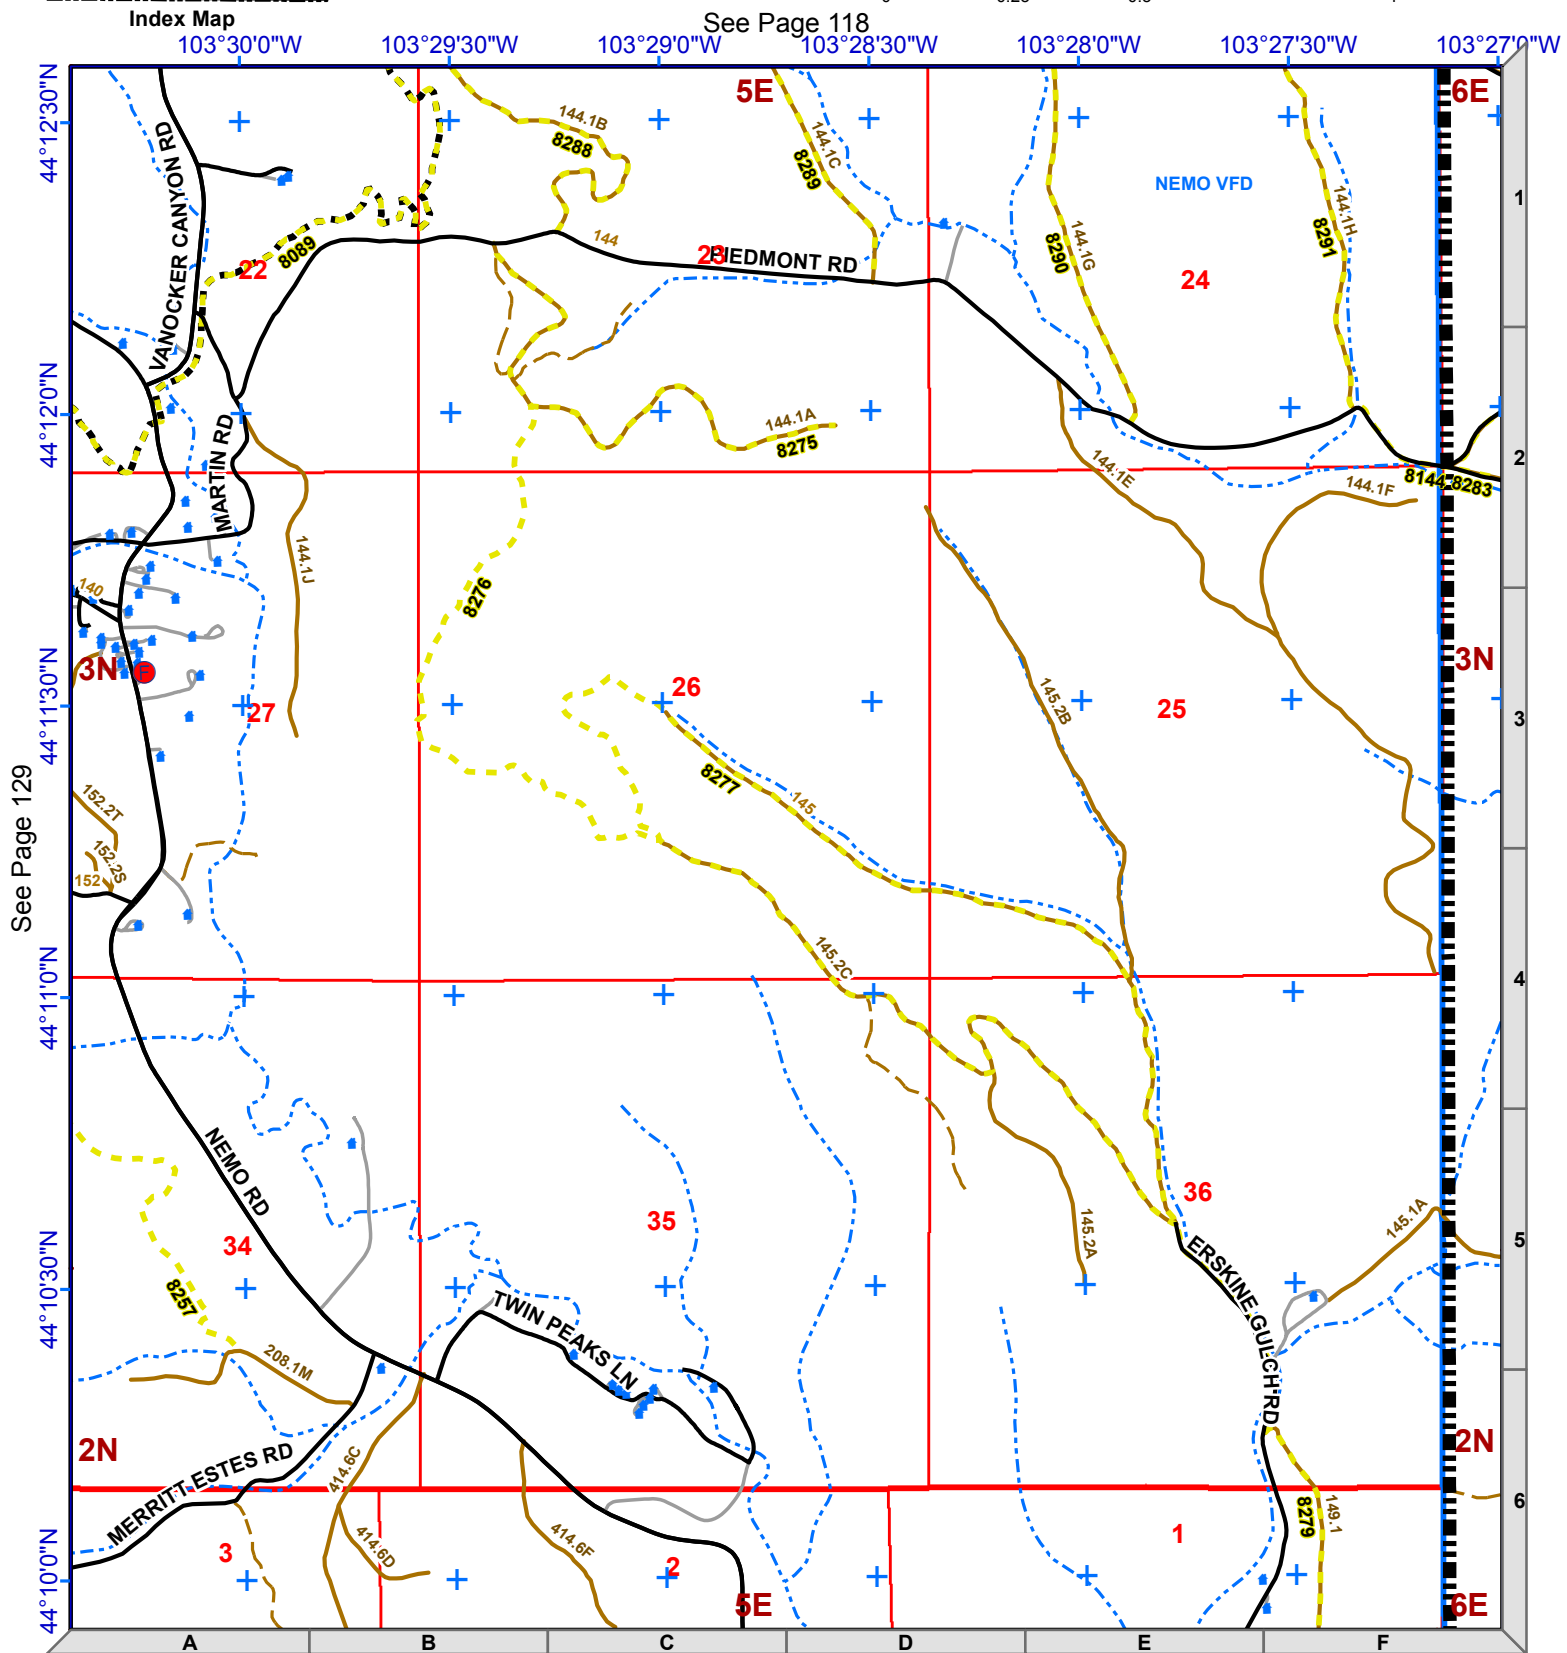 Index Map
See Page 118
103°30'0"W
103°29'30"W
103°29'0"W
103°28'30"W
103°28'0"W
103°27'30"W
103°27'0"W
5E
6E
44°12'30"N
VANOCKER CANYON RD
144.1B
8288
144.1C
8289
NEMO VFD
144.1H
8291
1
8089
22
144
23
PIEDMONT RD
8290
144.1G
24
44°12'0"N
MARTIN RD
144.1A
8275
144.1E
8144,8283
144.1F
2
144.1J
140
8276
3N
F
27
44°11'30"N
26
145.2B
25
3N
3
8277
145
See Page 129
152.2T
152.2S
152
145.2C
44°11'0"N
4
NEMO RD
34
35
36
145.2A
145.1A
5
8257
44°10'30"N
ERSKINE GULCH RD
TWIN PEAKS LN
208.1M
2N
MERRITT ESTES RD
414.6C
2N
6
3
414.6D
414.6F
2
1
8279
149.1
44°10'0"N
5E
6E
A
B
C
D
E
F